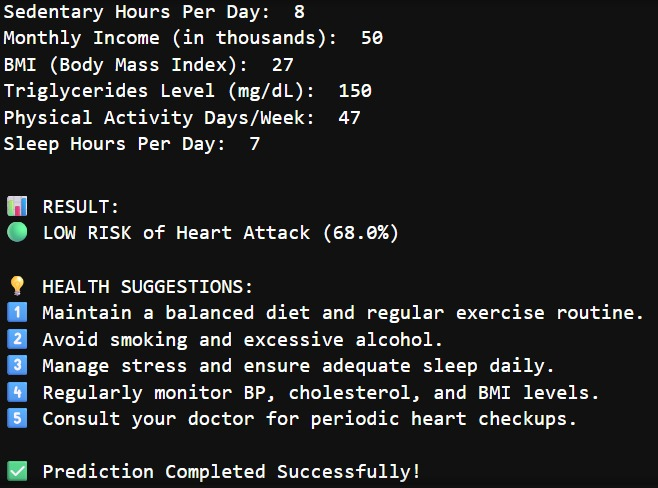 Sedentary Hours Per Day:  8
Monthly Income (in thousands):  50
BMI (Body Mass Index):  27
Triglycerides Level (mg/dL):  150
Physical Activity Days/Week:  47
Sleep Hours Per Day:  7
📊 RESULT:
🟢 LOW RISK of Heart Attack (68.0%)
💡 HEALTH SUGGESTIONS:
1️⃣ Maintain a balanced diet and regular exercise routine.
2️⃣ Avoid smoking and excessive alcohol.
3️⃣ Manage stress and ensure adequate sleep daily.
4️⃣ Regularly monitor BP, cholesterol, and BMI levels.
5️⃣ Consult your doctor for periodic heart checkups.
✅ Prediction Completed Successfully!